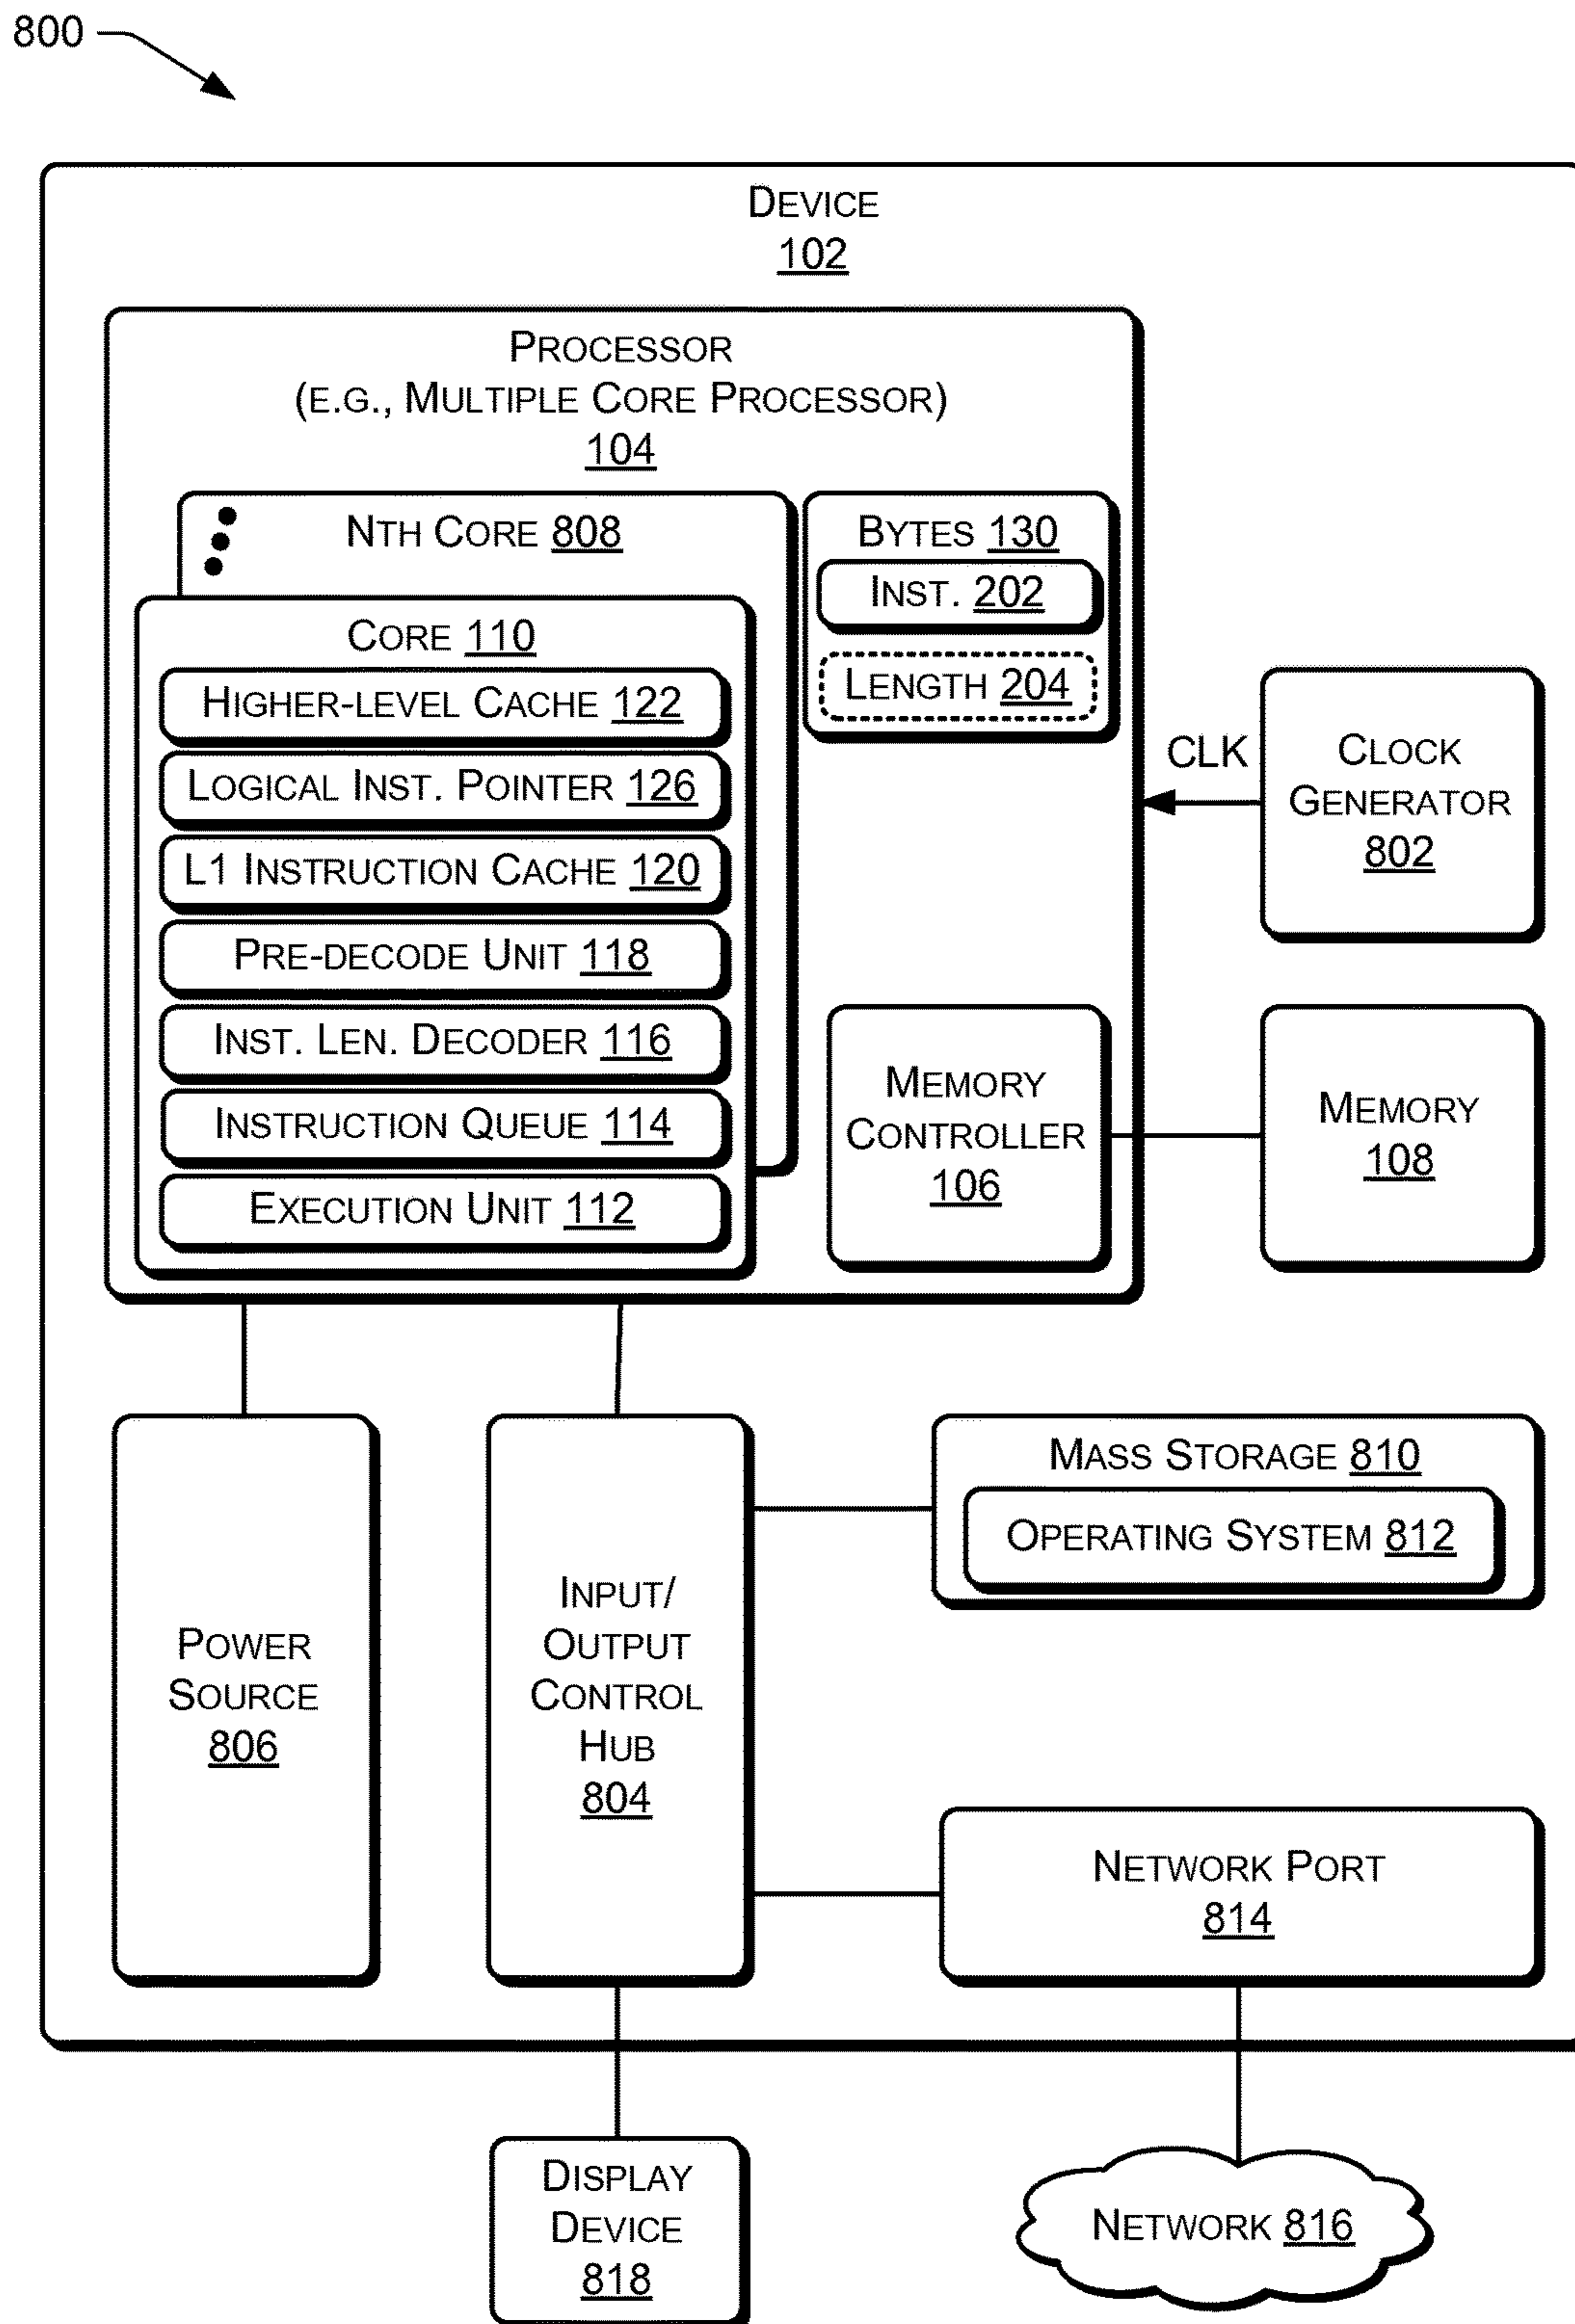 800
DEVICE
102
PROCESSOR
(E.G., MULTIPLE CORE PROCESSOR)
104
NTH CORE 808
BYTES 130
INST. 202
LENGTH 204
CORE 110
HIGHER-LEVEL CACHE 122
LOGICAL INST. POINTER 126
L1 INSTRUCTION CACHE 120
PRE-DECODE UNIT 118
INST. LEN. DECODER 116
INSTRUCTION QUEUE 114
EXECUTION UNIT 112
MEMORY
CONTROLLER
106
CLK
CLOCK
GENERATOR
802
MEMORY
108
POWER
SOURCE
806
INPUT/
OUTPUT
CONTROL
HUB
804
MASS STORAGE 810
OPERATING SYSTEM 812
NETWORK PORT
814
DISPLAY
DEVICE
818
NETWORK 816